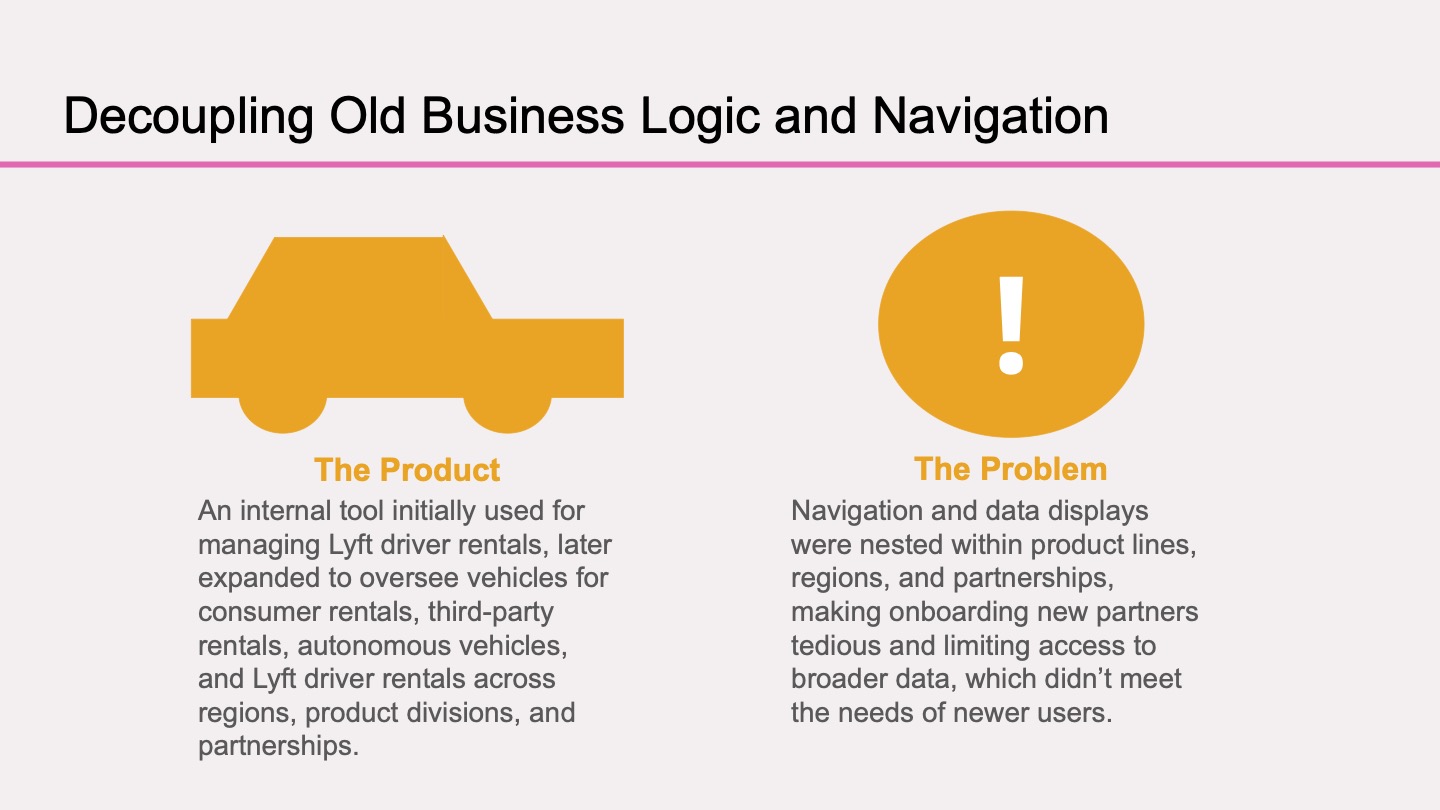 Decoupling Old Business Logic and Navigation
!
The Product
An internal tool initially used for
managing Lyft driver rentals, later
expanded to oversee vehicles for
consumer rentals, third-party
rentals, autonomous vehicles,
and Lyft driver rentals across
regions, product divisions, and
partnerships.
The Problem
Navigation and data displays
were nested within product lines,
regions, and partnerships,
making onboarding new partners
tedious and limiting access to
broader data, which didn’t meet
the needs of newer users.